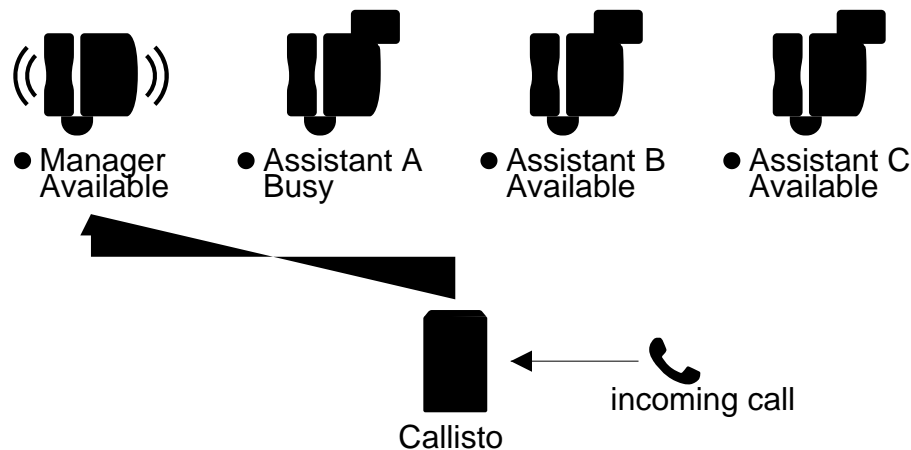 ● Manager
Available
● Assistant A
Busy
● Assistant B
Available
● Assistant C
Available
incoming call
Callisto